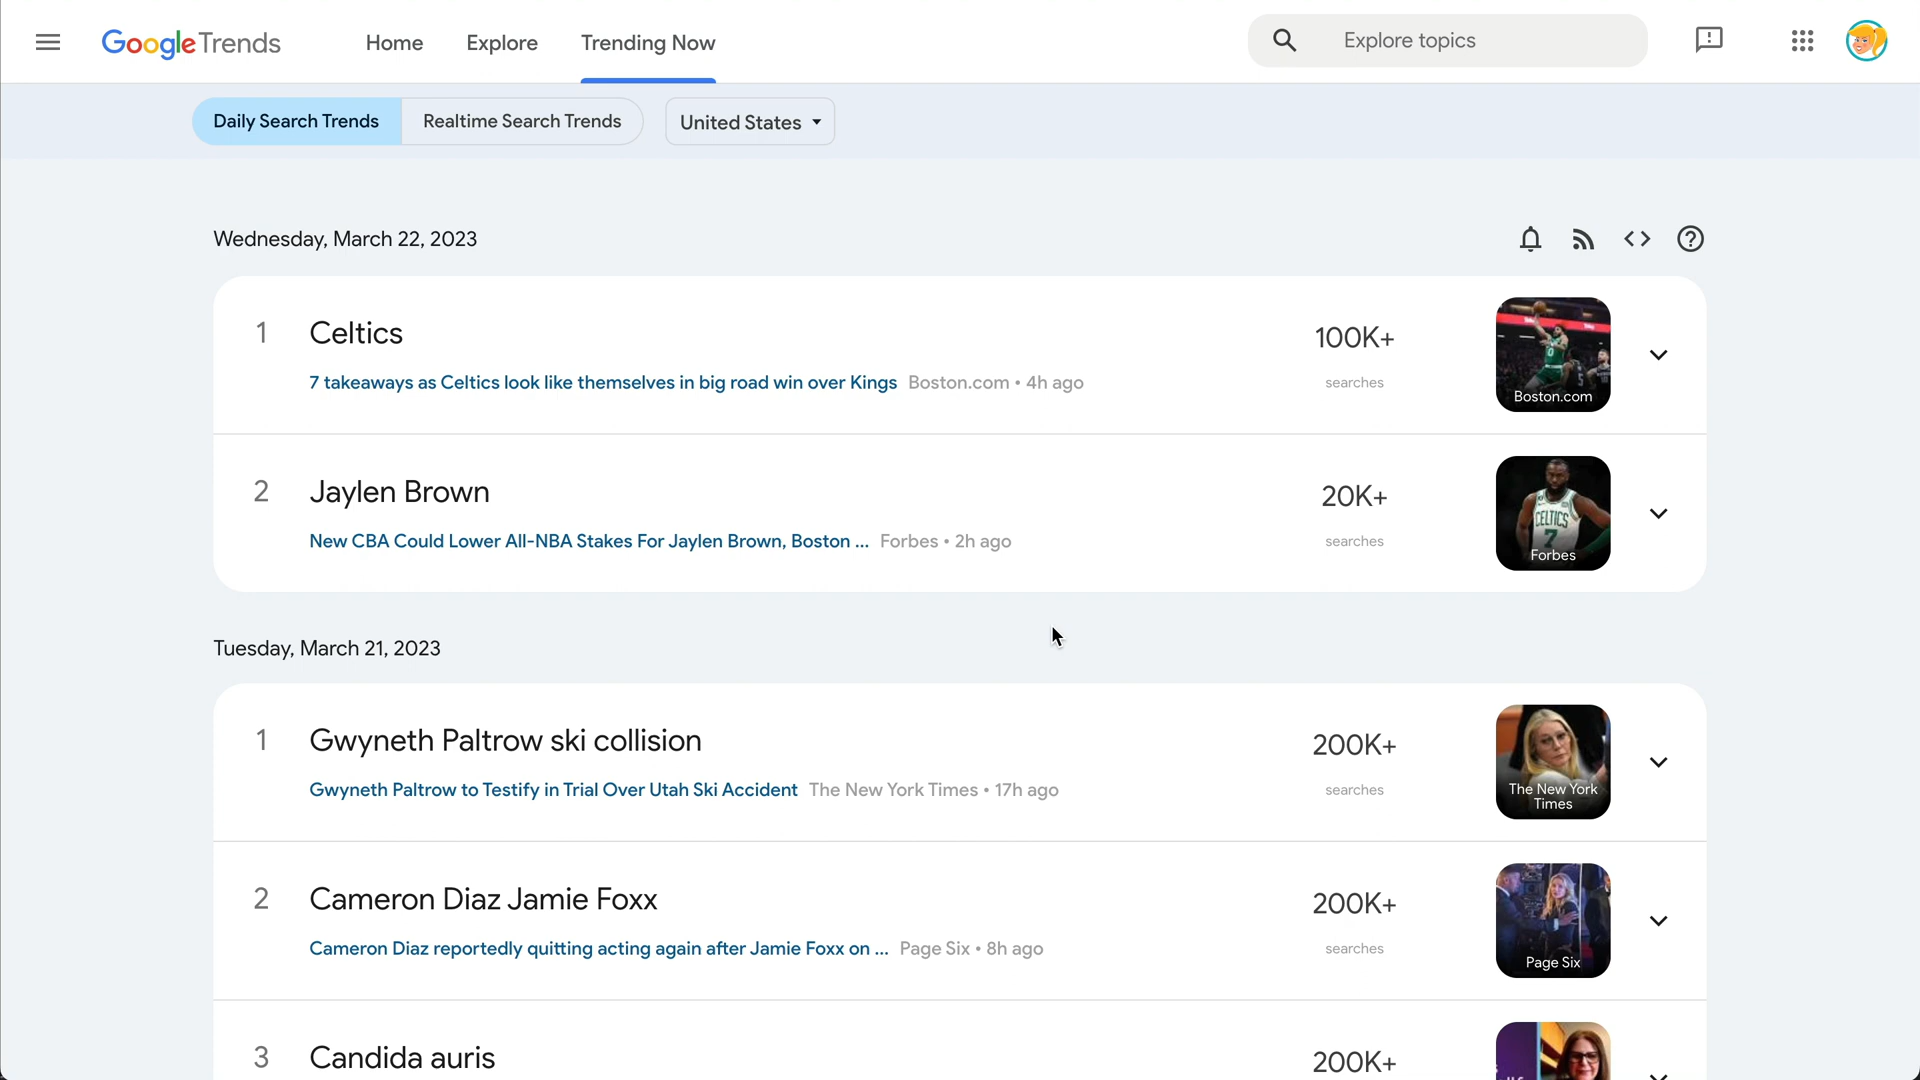 Google Trends
Home
Explore
Trending Now
Explore topics
Daily Search Trends
Realtime Search Trends
United States
Wednesday, March 22, 2023
1
Celtics
7 takeaways as Celtics look like themselves in big road win over Kings
Boston.com • 4h ago
100K+
searches
Boston.com
2
Jaylen Brown
New CBA Could Lower All-NBA Stakes For Jaylen Brown, Boston ...
Forbes • 2h ago
20K+
searches
CELTICS
7
Forbes
Tuesday, March 21, 2023
1
Gwyneth Paltrow ski collision
Gwyneth Paltrow to Testify in Trial Over Utah Ski Accident
The New York Times • 17h ago
200K+
searches
The New York
Times
2
Cameron Diaz Jamie Foxx
Cameron Diaz reportedly quitting acting again after Jamie Foxx on ...
Page Six • 8h ago
200K+
searches
Page Six
3
Candida auris
200K+